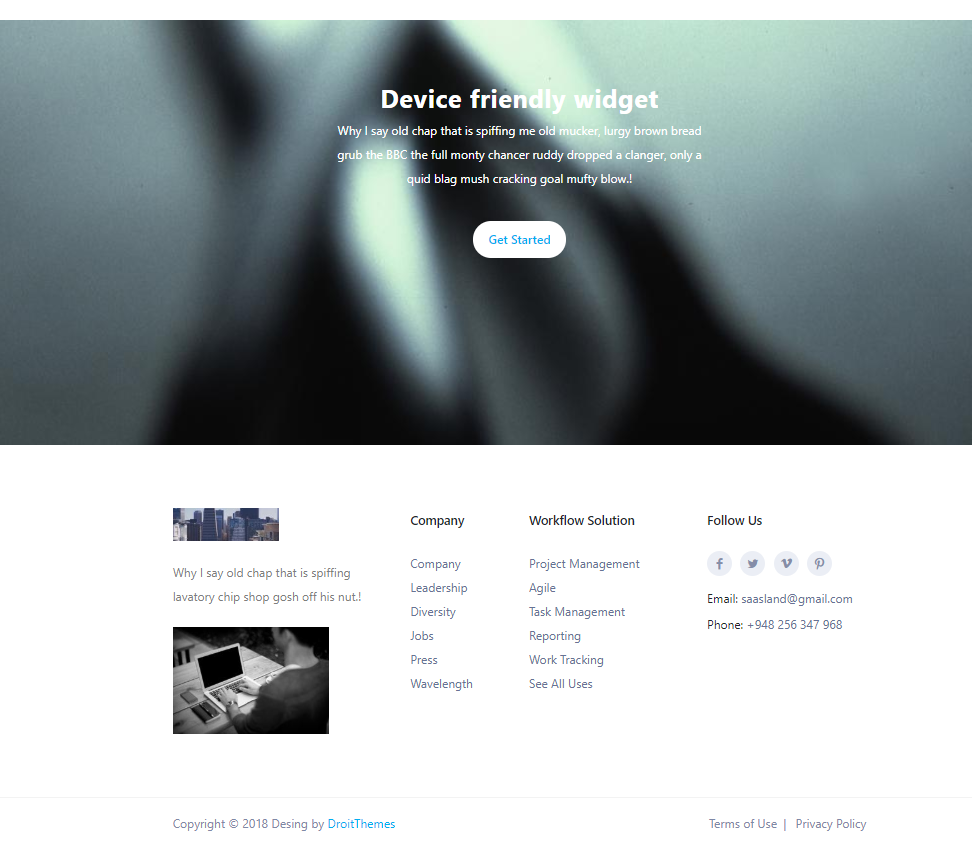 Device friendly widget
Why I say old chap that is spiffing me old mucker, lurgy brown bread
grub the BBC the full monty chancer ruddy dropped a clanger, only a
quid blag mush cracking goal mufty blow.!
Get Started
Why I say old chap that is spiffing
lavatory chip shop gosh off his nut.!
Company
Company
Leadership
Diversity
Jobs
Press
Wavelength
Workflow Solution
Project Management
Agile
Task Management
Reporting
Work Tracking
See All Uses
Follow Us
Email: saasland@gmail.com
Phone: +948 256 347 968
Copyright © 2018 Desing by DroitThemes
Terms of Use | Privacy Policy